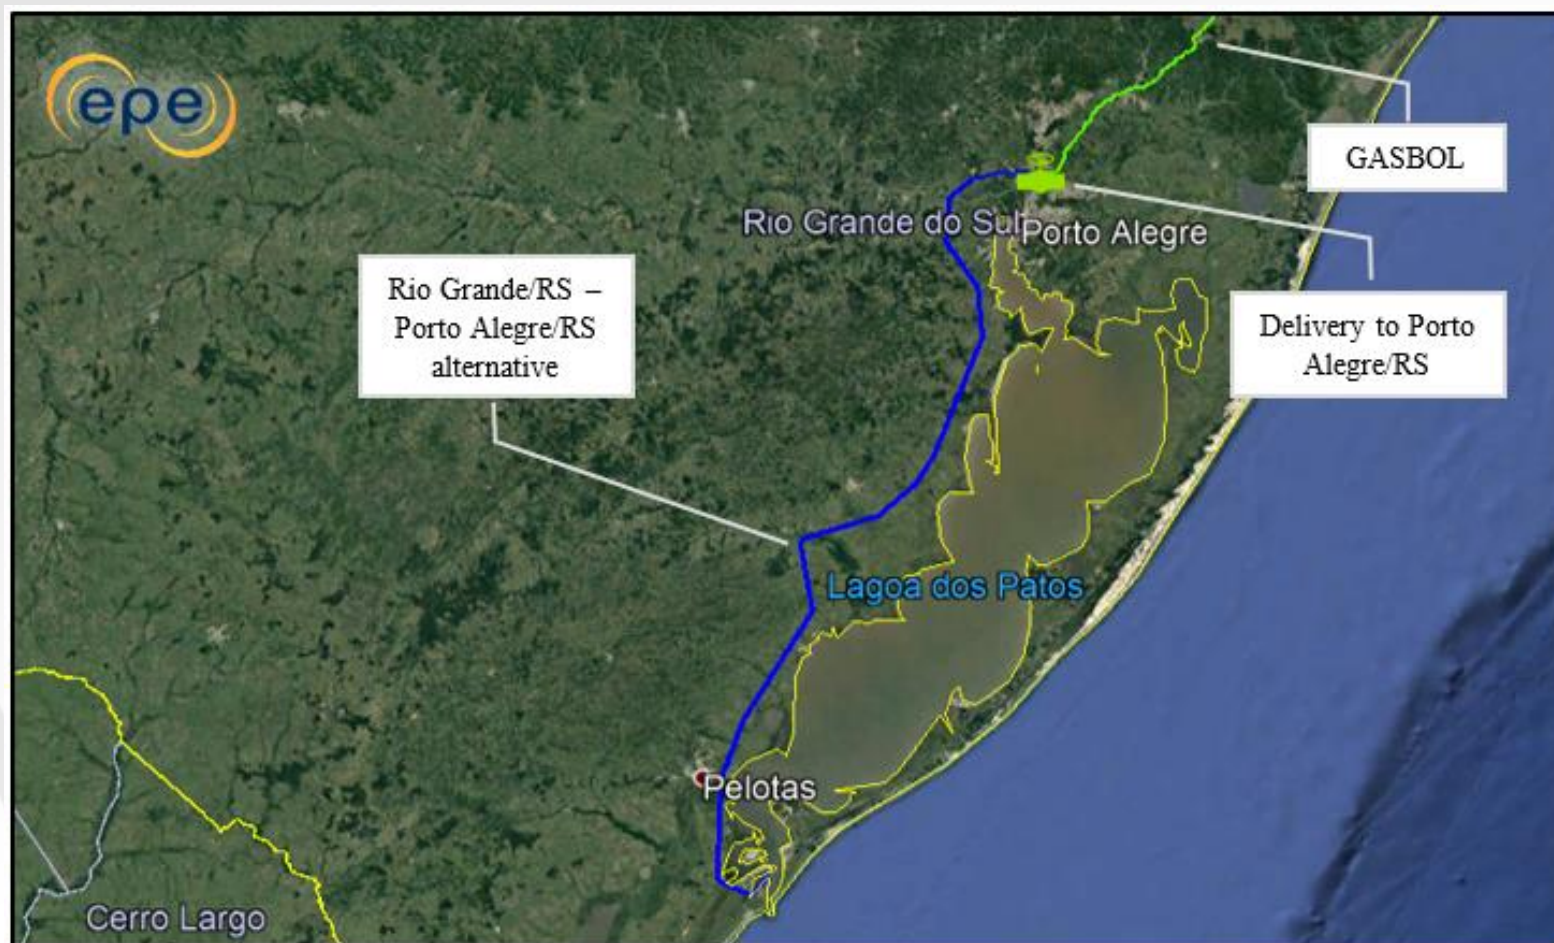 epe
GASBOL
Rio Grande do Sul
Porto Alegre
Rio Grande/RS –
Porto Alegre/RS
alternative
Delivery to Porto
Alegre/RS
Lagoa dos Patos
Pelotas
Cerro Largo